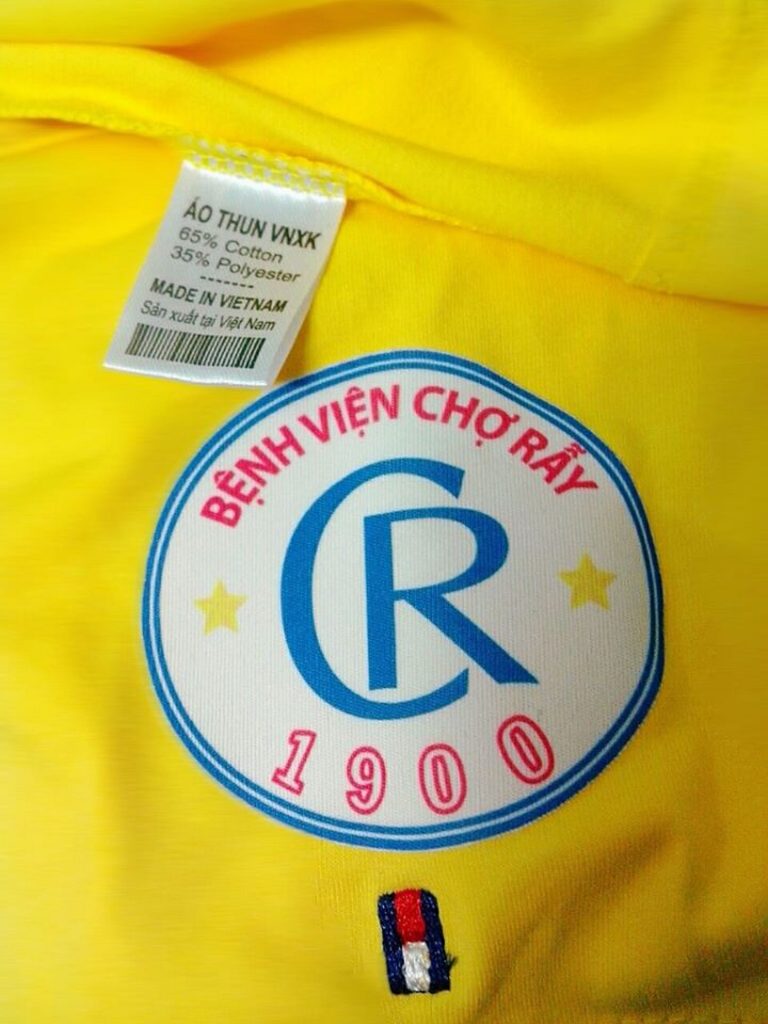 ÁO THUN VNXK
65% Cotton
35% Polyester
-------
MADE IN VIETNAM
Sản xuất tại Việt Nam
BỆNH VIỆN CHỢ RẪY
CR
1900